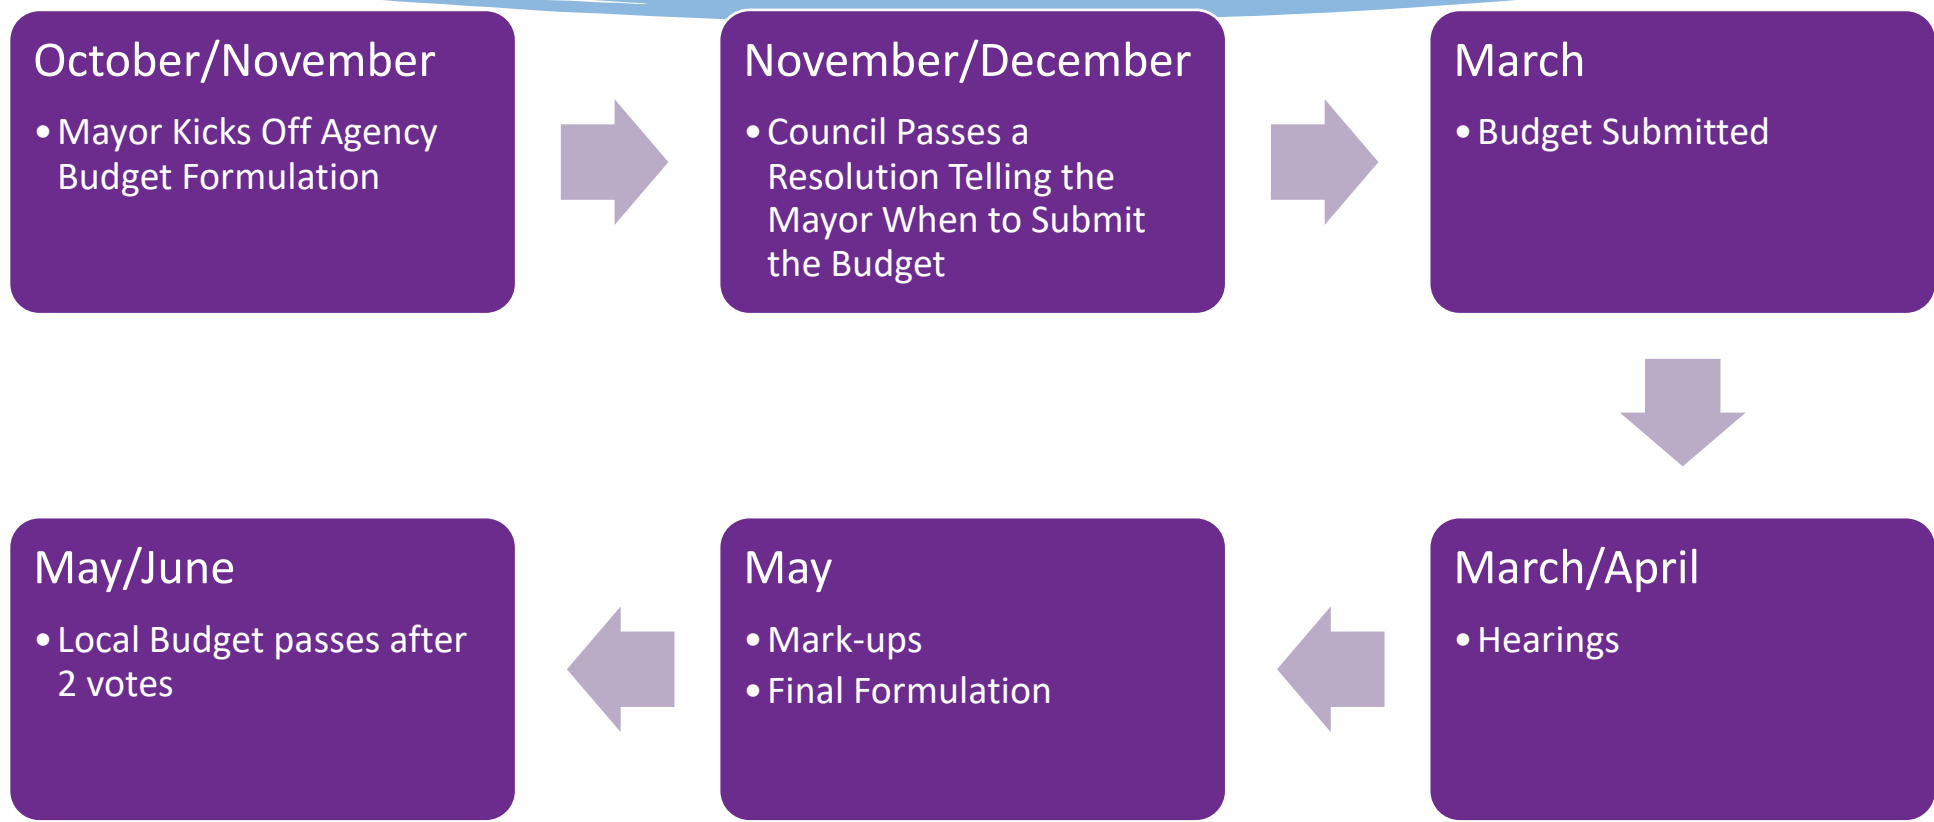 October/November
• Mayor Kicks Off Agency
Budget Formulation
November/December
• Council Passes a
Resolution Telling the
Mayor When to Submit
the Budget
March
• Budget Submitted
March/April
• Hearings
May
• Mark-ups
• Final Formulation
May/June
• Local Budget passes after
2 votes